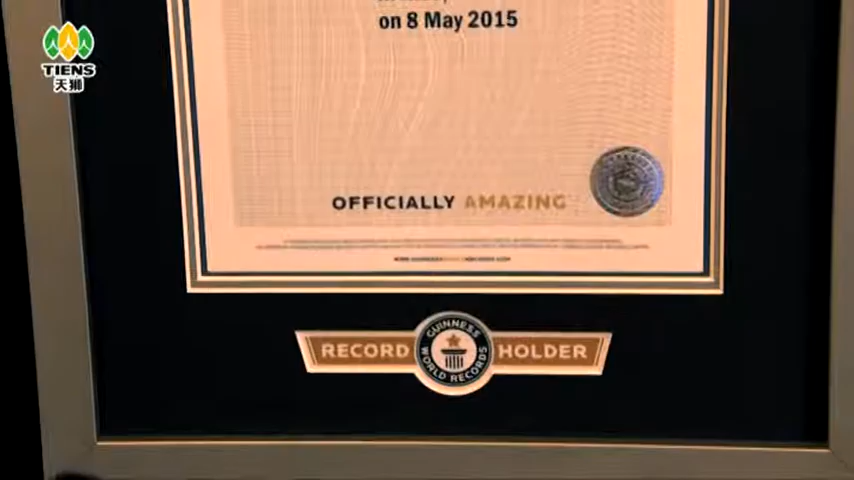 TIENS
天狮
on 8 May 2015
OFFICIALLY AMAZING
RECORD HOLDER
GUINNESS WORLD RECORDS